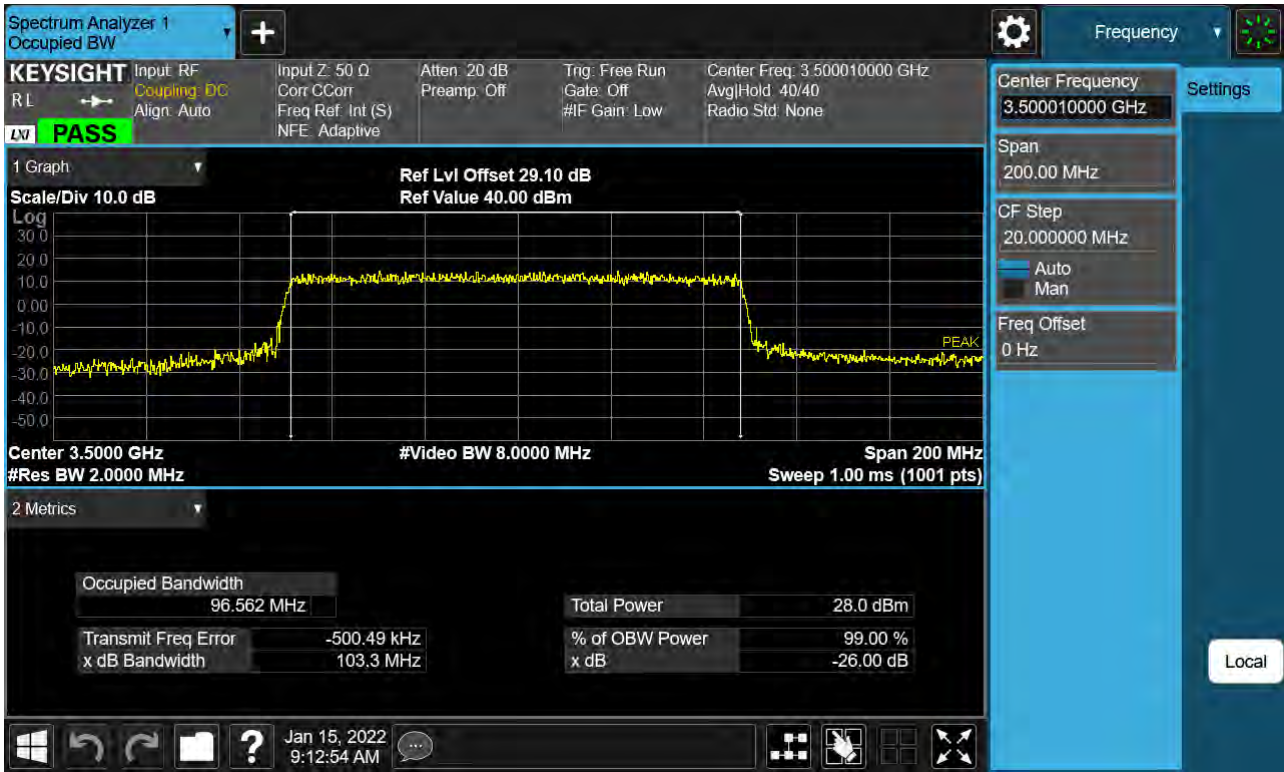 Spectrum Analyzer 1
Occupied BW
+
Frequency
KEYSIGHT
RL
LXI
PASS
Input: RF
Coupling: DC
Align: Auto
Input Z: 50 Ω
Corr CCorr
Freq Ref: Int (S)
NFE: Adaptive
Atten: 20 dB
Preamp: Off
Trig: Free Run
Gate: Off
#IF Gain: Low
Center Freq: 3.500010000 GHz
Avg|Hold: 40/40
Radio Std: None
Center Frequency
3.500010000 GHz
Settings
Span
200.00 MHz
CF Step
20.000000 MHz
Auto
Man
Freq Offset
0 Hz
1 Graph
Scale/Div 10.0 dB
Ref Lvl Offset 29.10 dB
Ref Value 40.00 dBm
Log
30.0
20.0
10.0
0.00
-10.0
-20.0
-30.0
-40.0
-50.0
PEAK
Center 3.5000 GHz
#Video BW 8.0000 MHz
Span 200 MHz
#Res BW 2.0000 MHz
Sweep 1.00 ms (1001 pts)
2 Metrics
Occupied Bandwidth
96.562 MHz
Total Power 28.0 dBm
Transmit Freq Error -500.49 kHz
% of OBW Power 99.00 %
x dB Bandwidth 103.3 MHz
x dB -26.00 dB
Local
?
Jan 15, 2022
9:12:54 AM